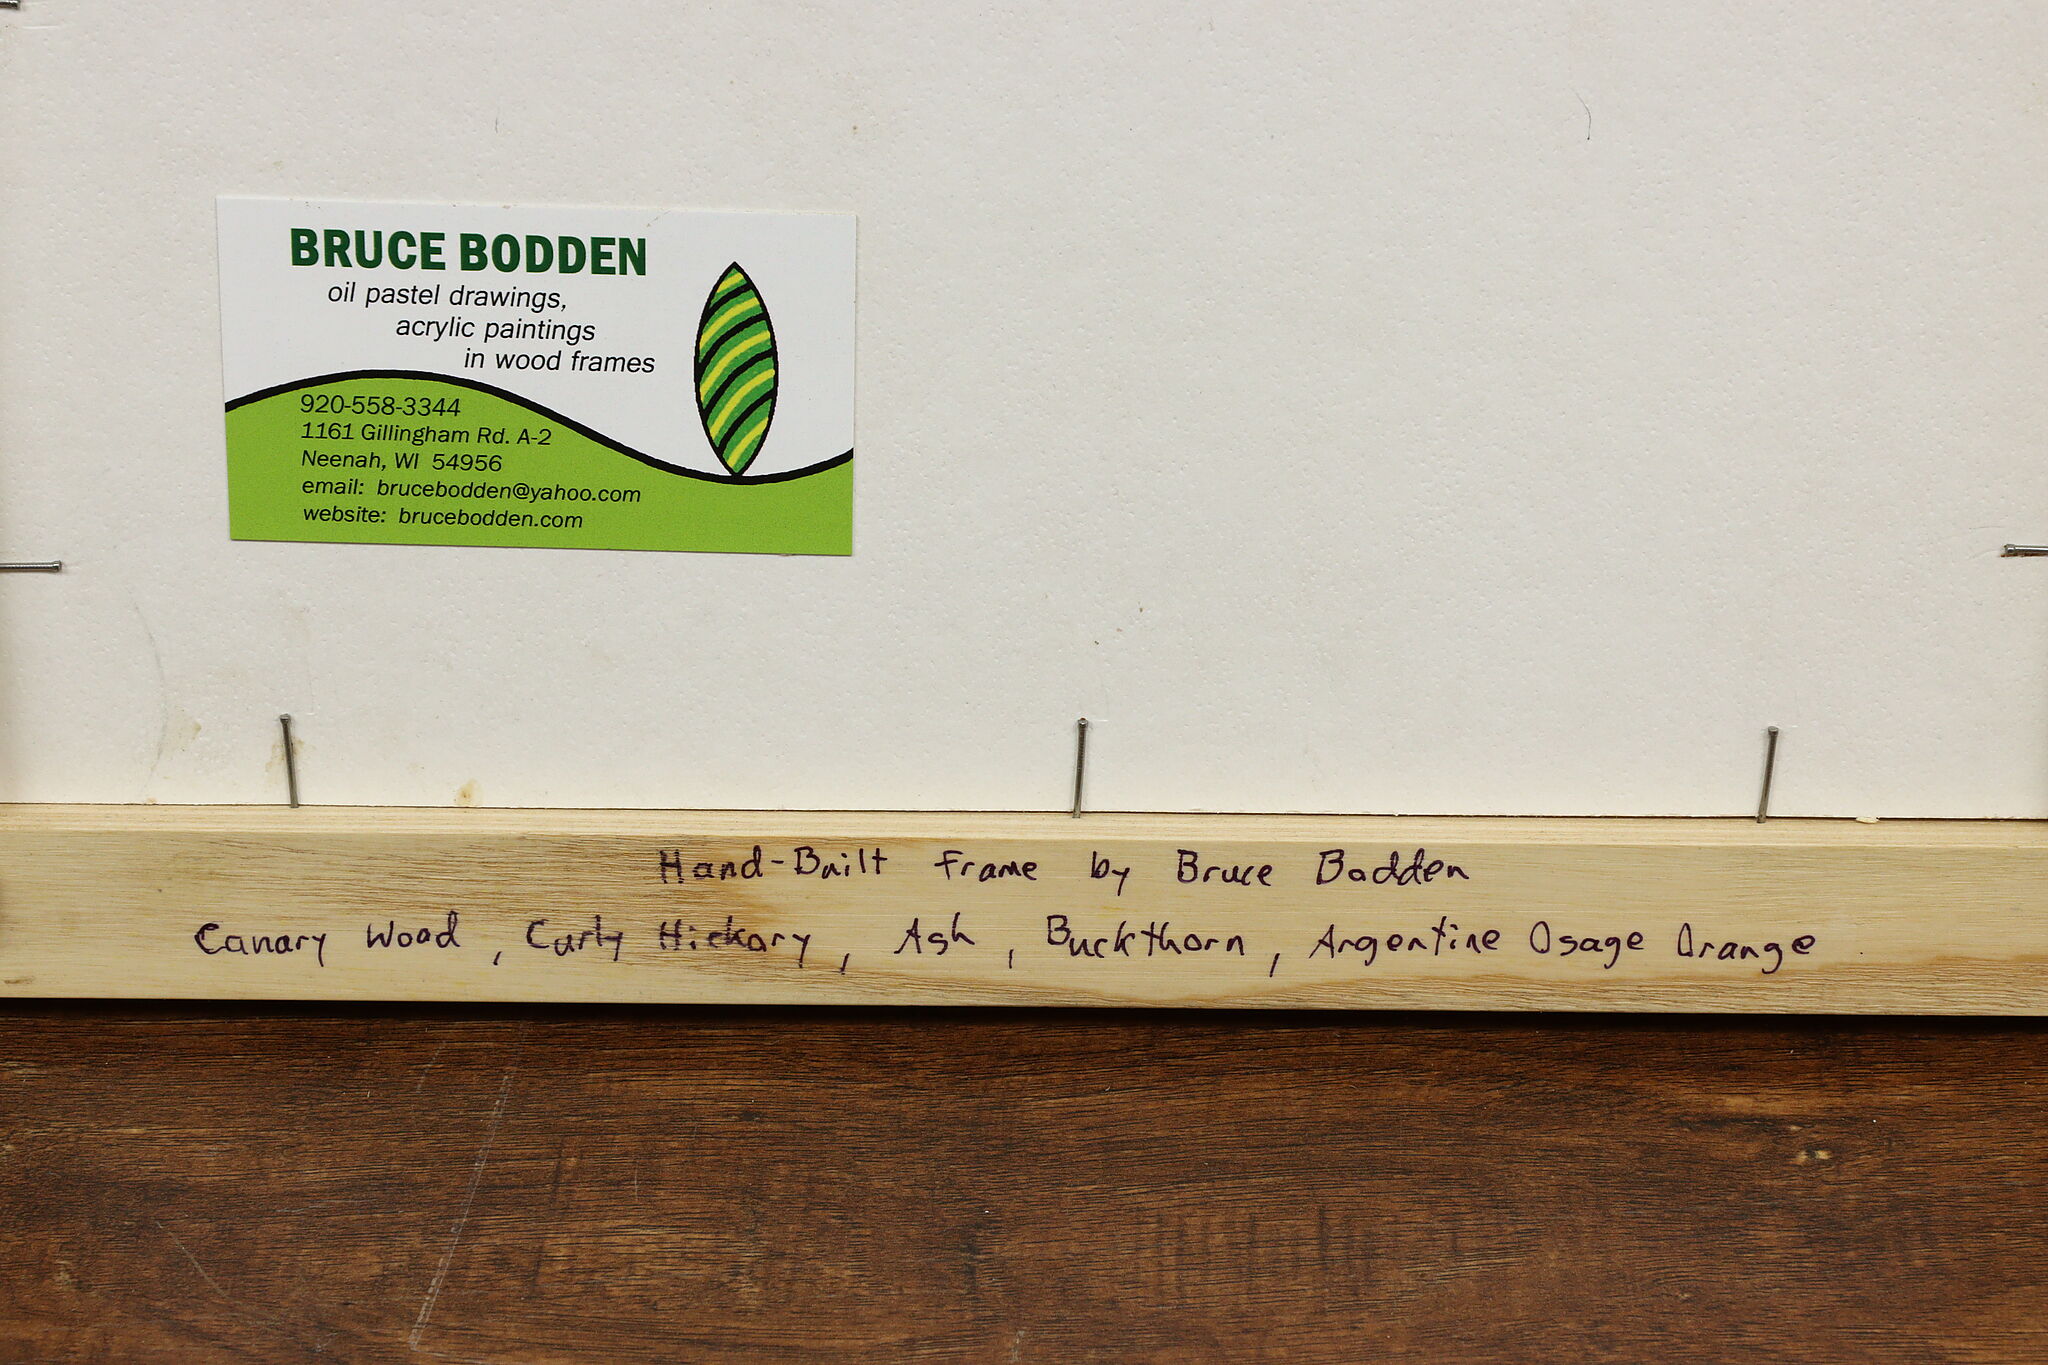 BRUCE BODDEN
oil pastel drawings,
acrylic paintings
in wood frames
920-558-3344
1161 Gillingham Rd. A-2
Neenah, WI 54956
email: brucebodden@yahoo.com
website: brucebodden.com
Hand-Built Frame by Bruce Bodden
Canary Wood, Curly Hickory, Ash, Buckthorn, Argentine Osage Orange